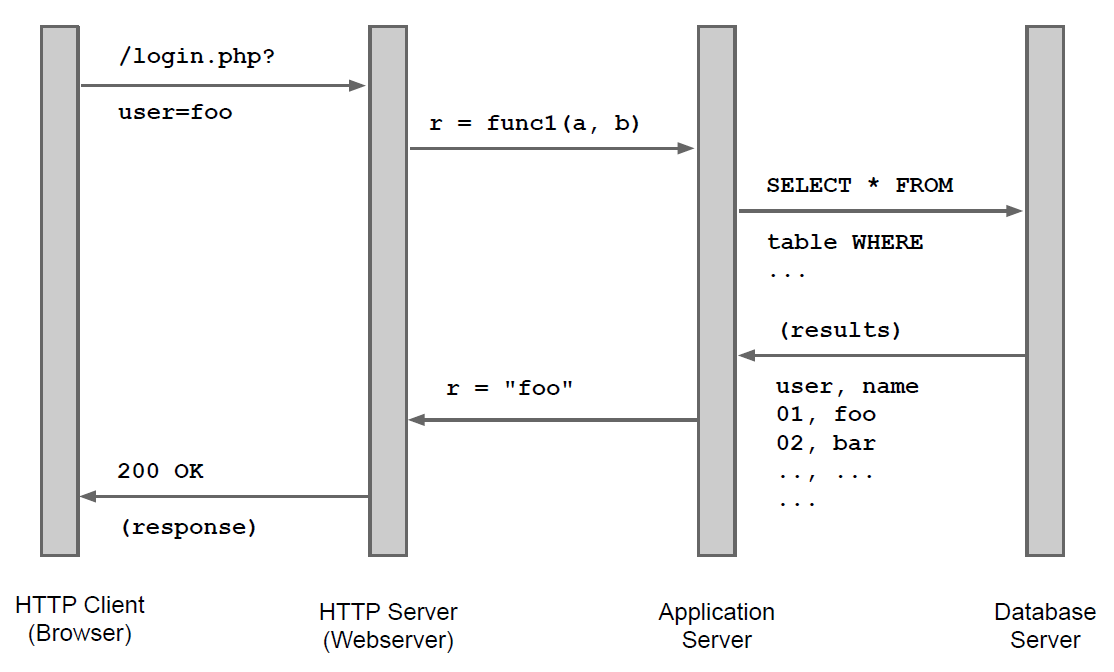 /login.php?
user=foo
r = func1(a, b)
SELECT * FROM
table WHERE
...
(results)
user, name
01, foo
02, bar
.., ...
...
r = "foo"
200 OK
(response)
HTTP Client
(Browser)
HTTP Server
(Webserver)
Application
Server
Database
Server